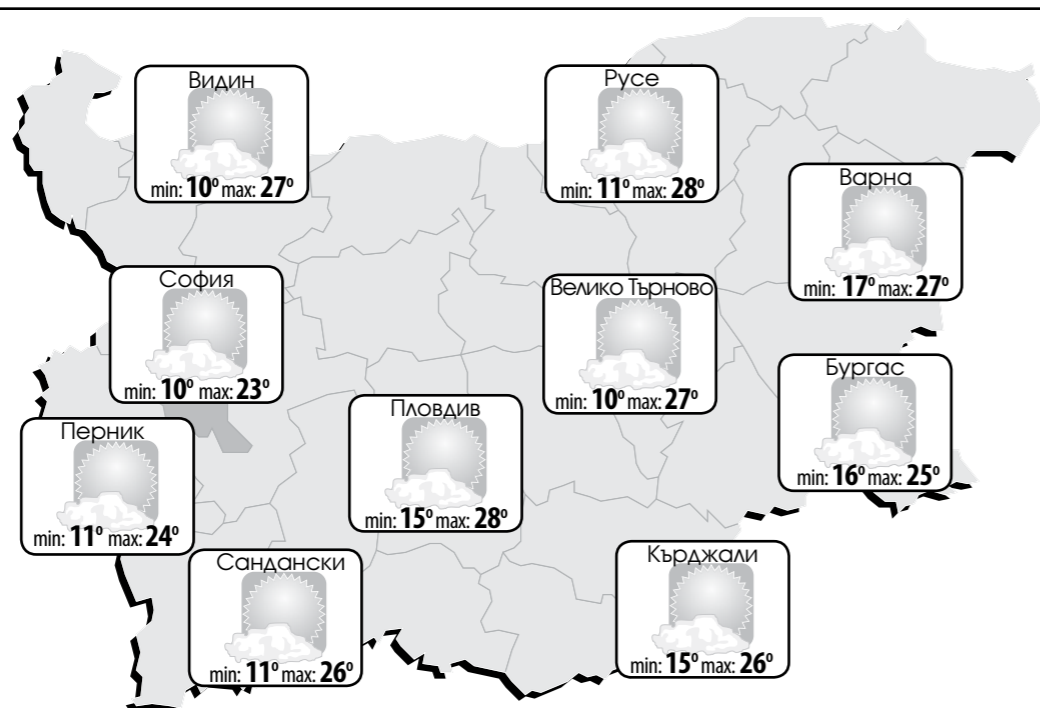 Видин
min: 10° max: 27°
Русе
min: 11° max: 28°
Варна
min: 17° max: 27°
София
min: 10° max: 23°
Велико Търново
min: 10° max: 27°
Бургас
min: 16° max: 25°
Пловдив
min: 15° max: 28°
Перник
min: 11° max: 24°
Сандански
min: 11° max: 26°
Кърджали
min: 15° max: 26°